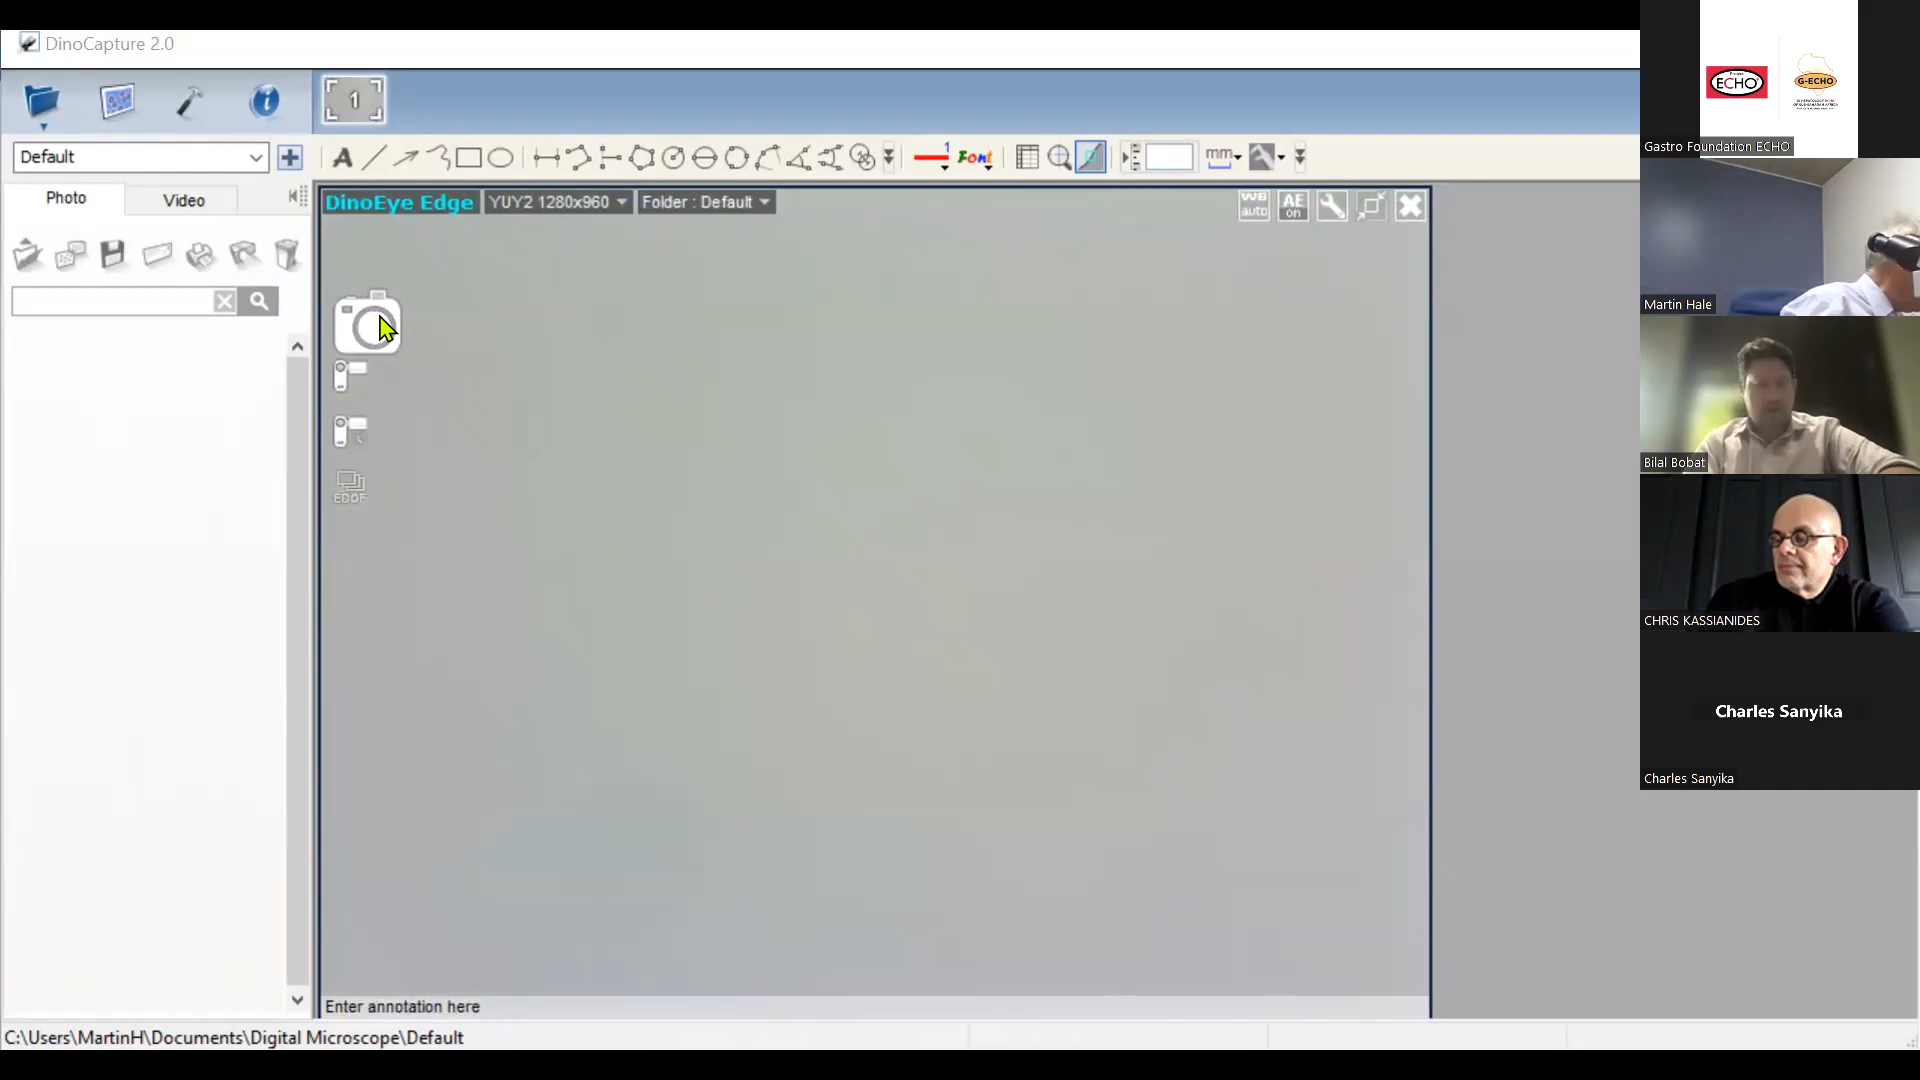 DinoCapture 2.0
1
Default
A
1
Font
mm
Photo
Video
DinoEye Edge
YUY2 1280x960
Folder : Default
WB
auto
AE
on
EDOF
Enter annotation here
C:\Users\MartinH\Documents\Digital Microscope\Default
ECHO
G-ECHO
Gastro Foundation ECHO
Martin Hale
Bilal Bobat
CHRIS KASSIANIDES
Charles Sanyika
Charles Sanyika